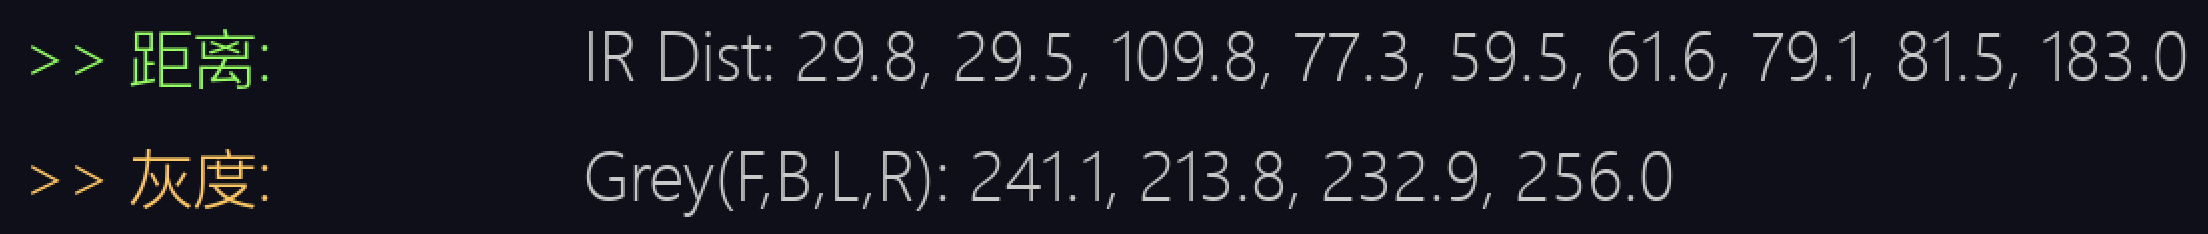 >> 距离: IR Dist: 29.8, 29.5, 109.8, 77.3, 59.5, 61.6, 79.1, 81.5, 183.0
>> 灰度: Grey(F,B,L,R): 241.1, 213.8, 232.9, 256.0